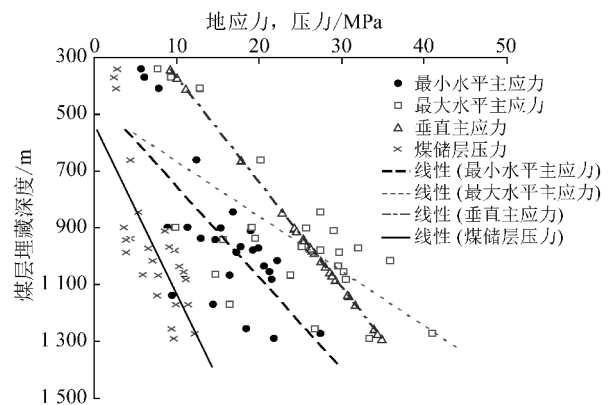 地应力，压力/MPa
0 10 20 30 40 50
300
500
700
900
1 100
1 300
1 500
煤层埋藏深度/m
最小水平主应力
最大水平主应力
垂直主应力
煤储层压力
线性 (最小水平主应力)
线性 (最大水平主应力)
线性 (垂直主应力)
线性 (煤储层压力)